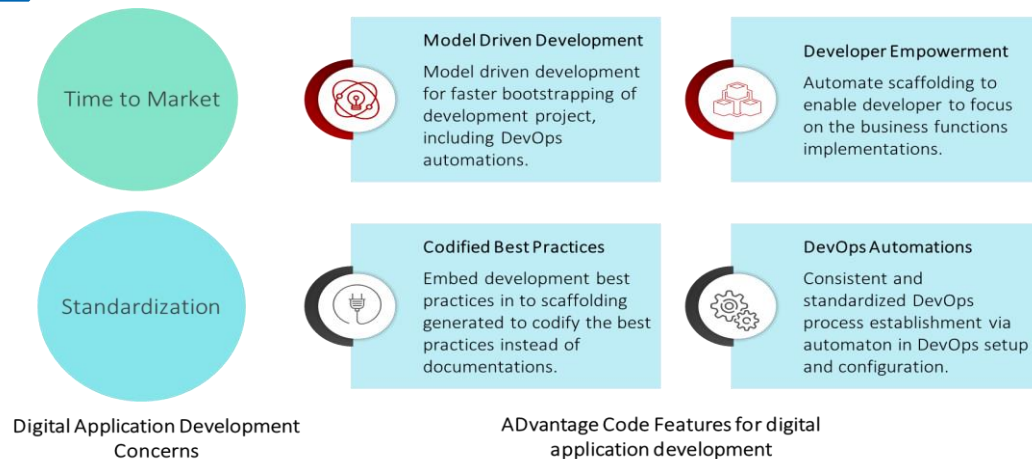 Time to Market
Model Driven Development
Model driven development
for faster bootstrapping of
development project,
including DevOps
automations.
Developer Empowerment
Automate scaffolding to
enable developer to focus
on the business functions
implementations.
Standardization
Codified Best Practices
Embed development best
practices in to scaffolding
generated to codify the best
practices instead of
documentations.
DevOps Automations
Consistent and
standardized DevOps
process establishment via
automaton in DevOps setup
and configuration.
Digital Application Development
Concerns
ADvantage Code Features for digital
application development